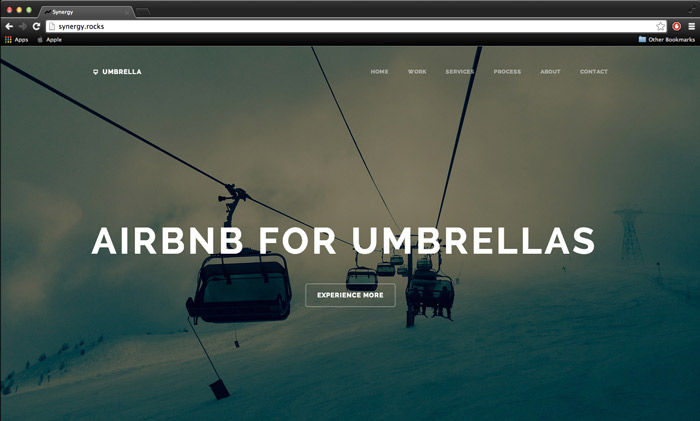 Synergy
synergy.rocks
Apps Apple Other Bookmarks
UMBRELLA HOME WORK SERVICES PROCESS ABOUT CONTACT
AIRBNB FOR UMBRELLAS
EXPERIENCE MORE